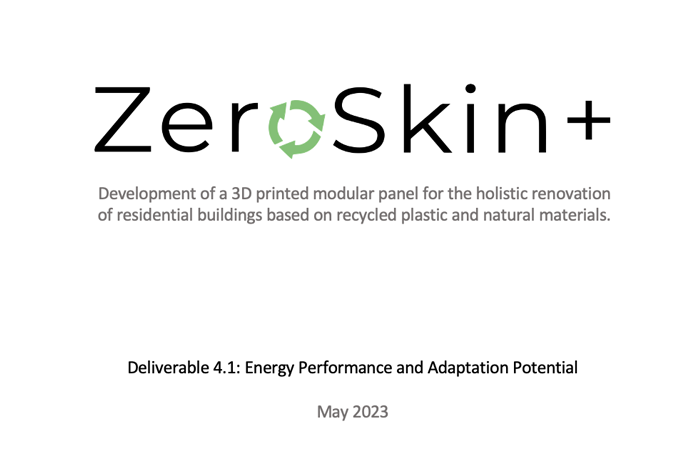 ZeroSkin+
Development of a 3D printed modular panel for the holistic renovation
of residential buildings based on recycled plastic and natural materials.
Deliverable 4.1: Energy Performance and Adaptation Potential
May 2023